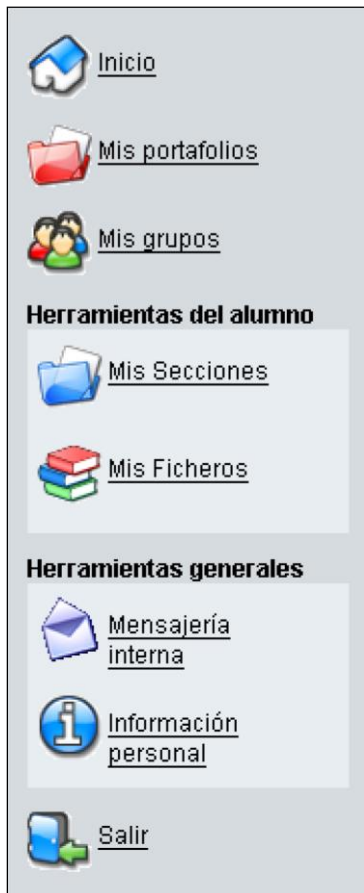 Inicio
Mis portafolios
Mis grupos
Herramientas del alumno
Mis Secciones
Mis Ficheros
Herramientas generales
Mensajería
interna
Información
personal
Salir